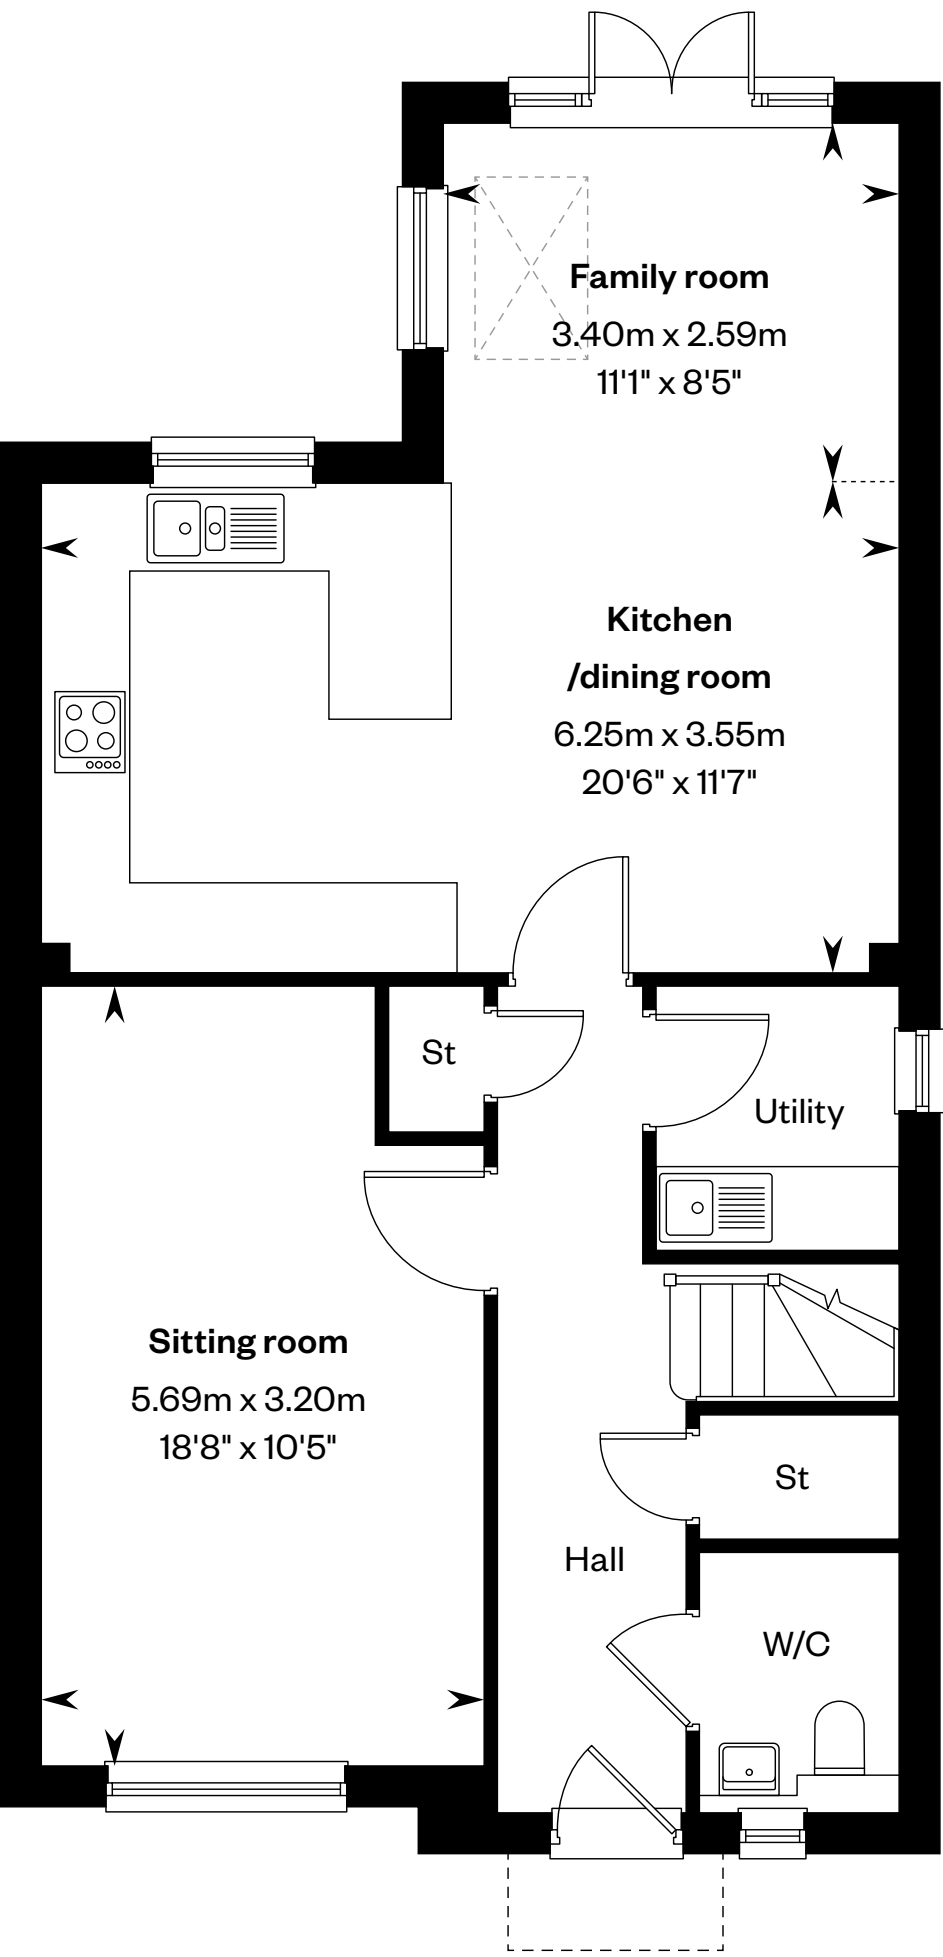 Family room
3.40m x 2.59m
11'1" x 8'5"
Kitchen
/dining room
6.25m x 3.55m
20'6" x 11'7"
St
Utility
Sitting room
5.69m x 3.20m
18'8" x 10'5"
St
Hall
W/C